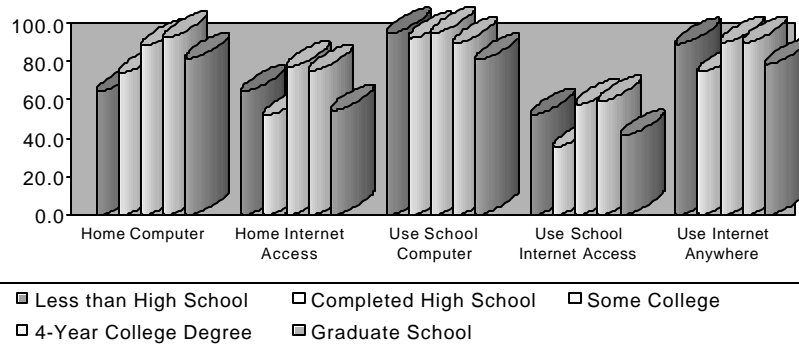 100.0
80.0
60.0
40.0
20.0
0.0
Home Computer
Home Internet
Access
Use School
Computer
Use School
Internet Access
Use Internet
Anywhere
Less than High School
Completed High School
Some College
4-Year College Degree
Graduate School